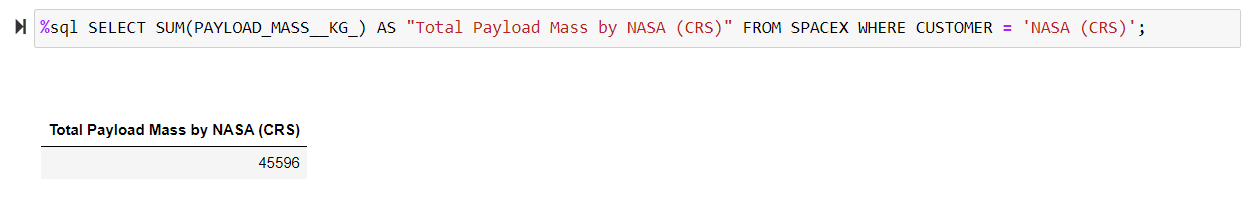 %sql SELECT SUM(PAYLOAD_MASS__KG_) AS "Total Payload Mass by NASA (CRS)" FROM SPACEX WHERE CUSTOMER = 'NASA (CRS)';
Total Payload Mass by NASA (CRS)
45596